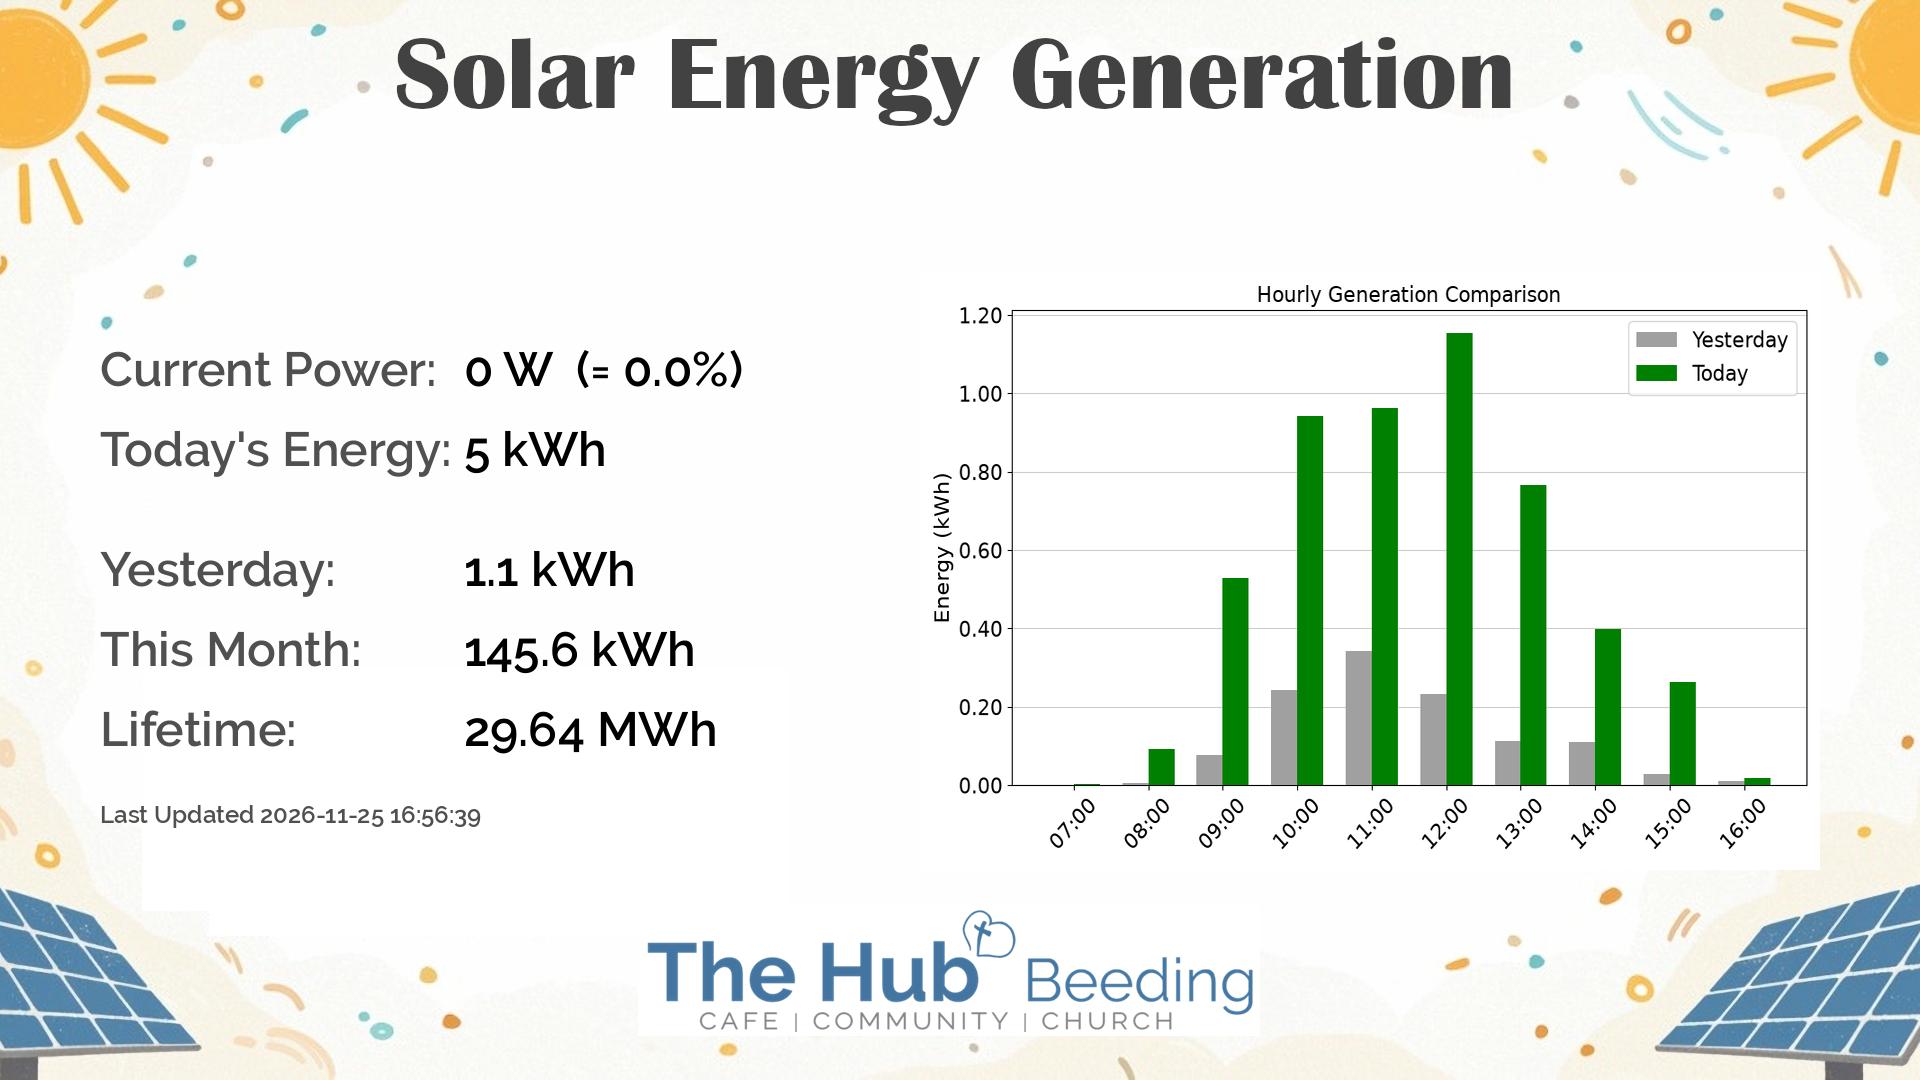 Solar Energy Generation
Current Power: 0 W (= 0.0%)
Today's Energy: 5 kWh
Yesterday: 1.1 kWh
This Month: 145.6 kWh
Lifetime: 29.64 MWh
Last Updated 2026-11-25 16:56:39
Hourly Generation Comparison
Yesterday
Today
Energy (kWh)
1.20
1.00
0.80
0.60
0.40
0.20
0.00
07:00 08:00 09:00 10:00 11:00 12:00 13:00 14:00 15:00 16:00
The Hub Beeding
CAFE | COMMUNITY | CHURCH